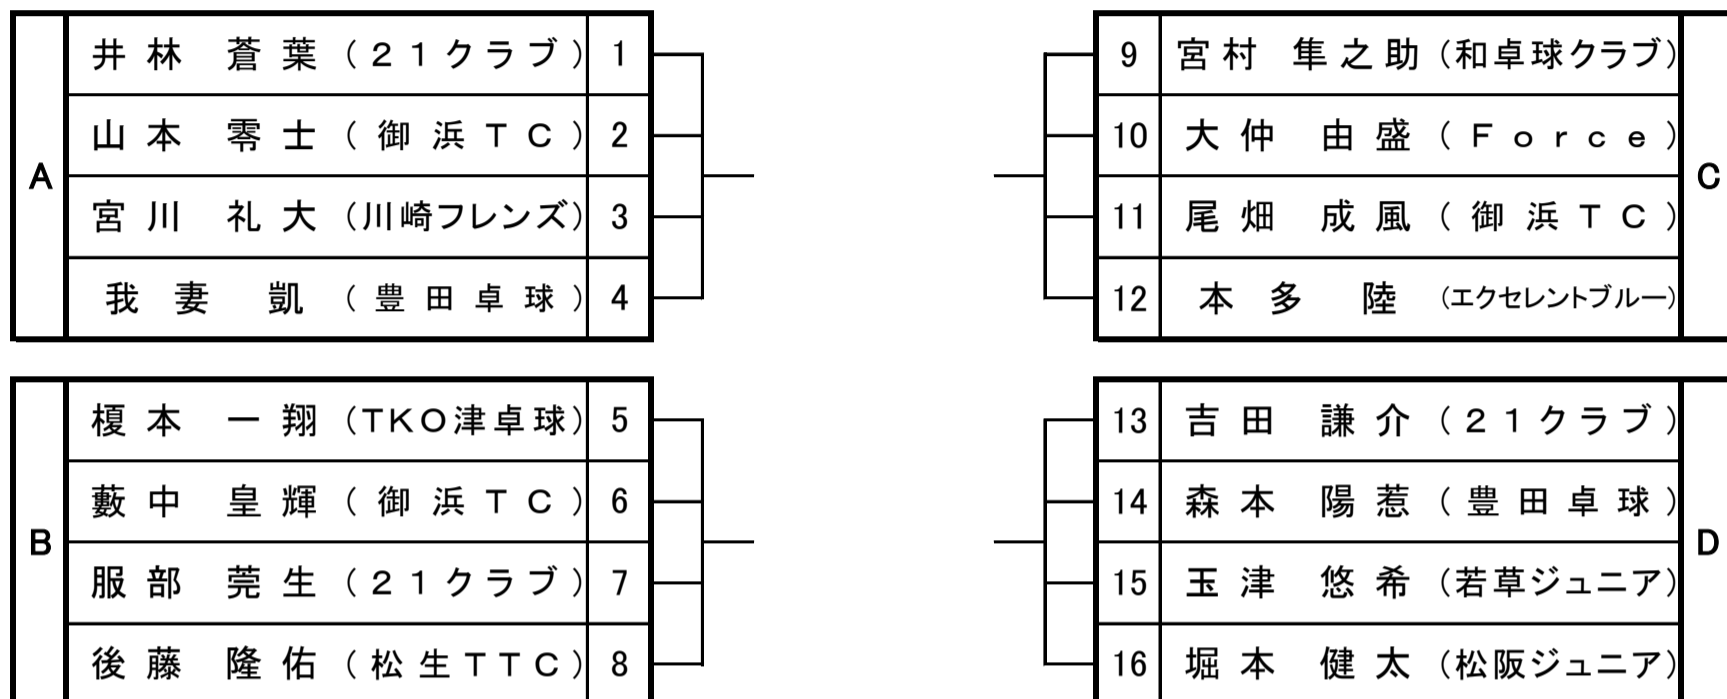 A
井林 蒼葉 (21クラブ) 1
山本 零士 (御浜TC) 2
宮川 礼大 (川崎フレンズ) 3
我妻 凱 (豊田卓球) 4
B
榎本 一翔 (TKO津卓球) 5
藪中 皇輝 (御浜TC) 6
服部 莞生 (21クラブ) 7
後藤 隆佑 (松生TTC) 8
C
9 宮村 隼之助 (和卓球クラブ)
10 大仲 由盛 (Force)
11 尾畑 成風 (御浜TC)
12 本多 陸 (エクセレントブルー)
D
13 吉田 謙介 (21クラブ)
14 森本 陽惹 (豊田卓球)
15 玉津 悠希 (若草ジュニア)
16 堀本 健太 (松阪ジュニア)